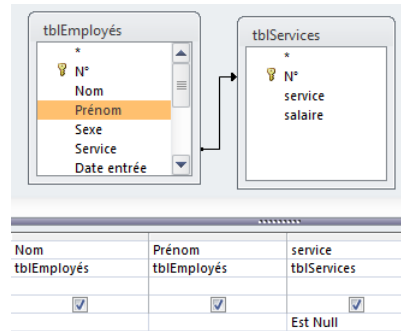 tblEmployés
*
N°
Nom
Prénom
Sexe
Service
Date entrée
tblServices
*
N°
service
salaire
Nom Prénom service
tblEmployés tblEmployés tblServices
Est Null